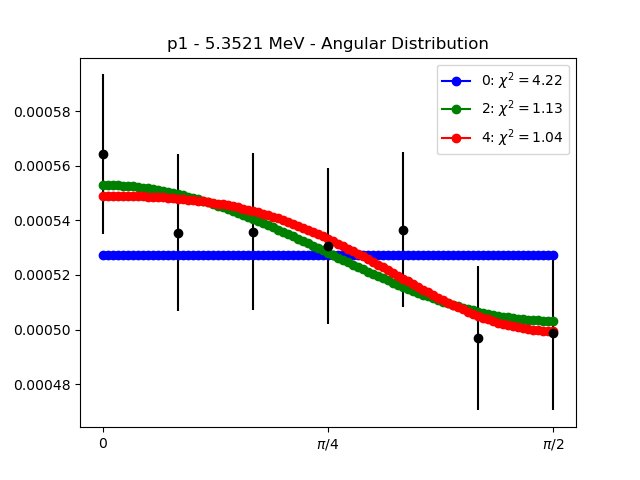 p1 - 5.3521 MeV - Angular Distribution
0: χ² = 4.22
2: χ² = 1.13
4: χ² = 1.04
0.00058
0.00056
0.00054
0.00052
0.00050
0.00048
0 π/4 π/2